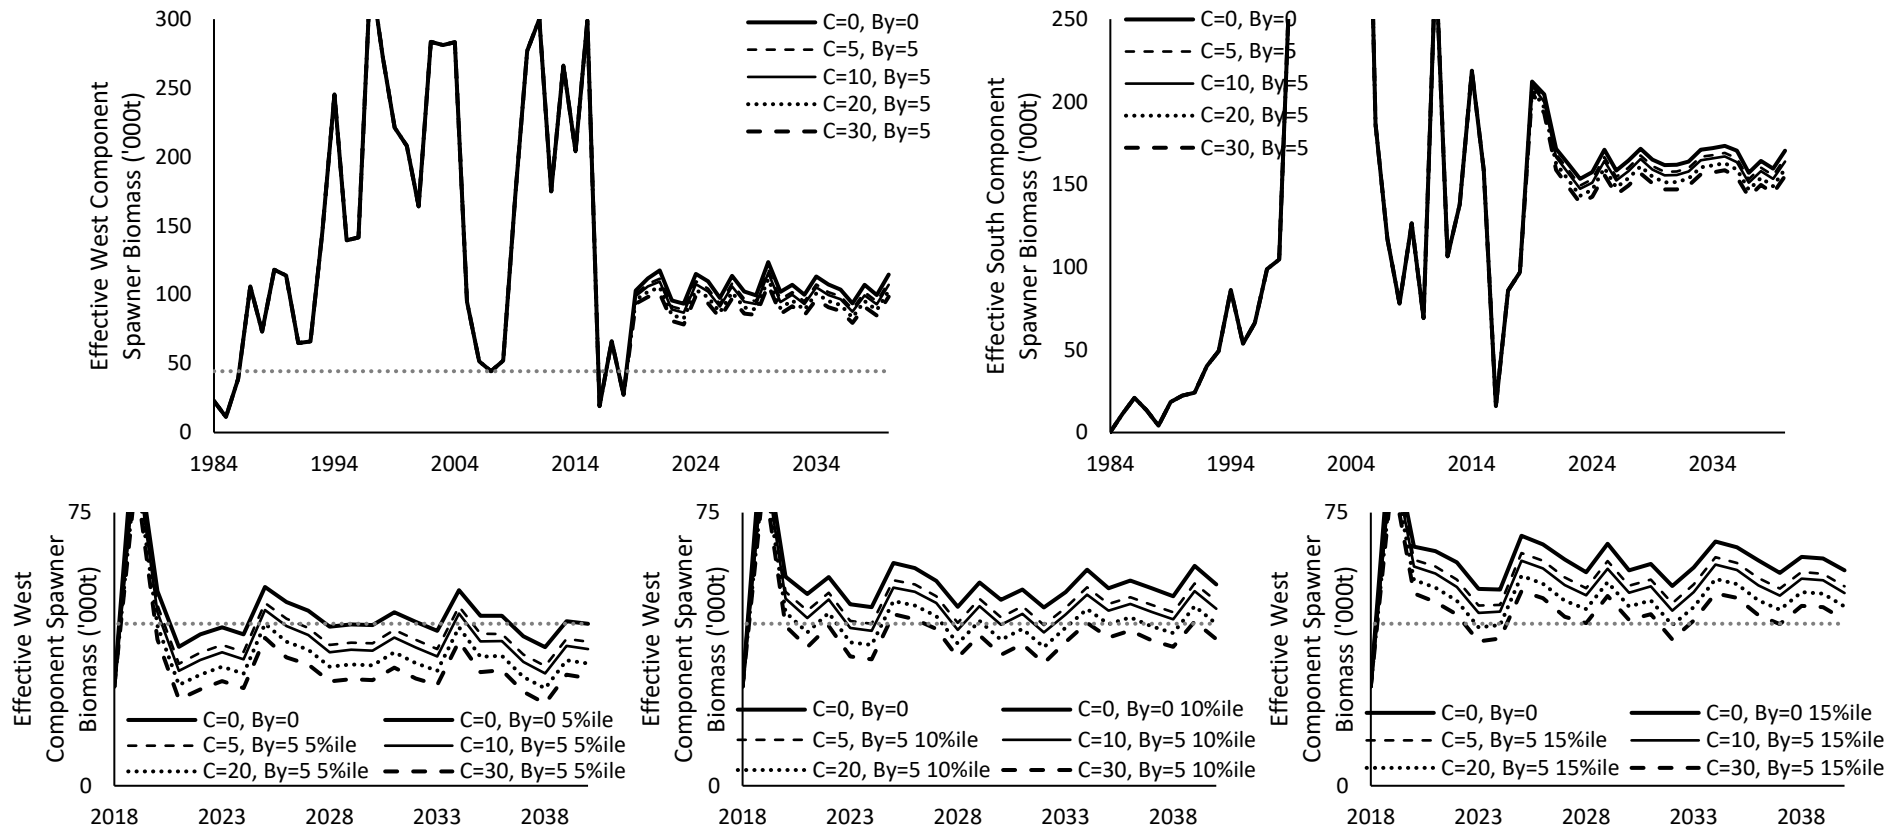 Effective West Component
Spawner Biomass ('000t)
300
250
200
150
100
50
0
1984
1994
2004
2014
2024
2034
C=0, By=0
C=5, By=5
C=10, By=5
C=20, By=5
C=30, By=5
Effective South Component
Spawner Biomass ('000t)
250
200
150
100
50
0
1984
1994
2004
2014
2024
2034
C=0, By=0
C=5, By=5
C=10, By=5
C=20, By=5
C=30, By=5
Effective West
Component Spawner
Biomass ('000t)
75
0
2018
2023
2028
2033
2038
C=0, By=0
C=0, By=0 5%ile
C=5, By=5 5%ile
C=10, By=5 5%ile
C=20, By=5 5%ile
C=30, By=5 5%ile
Effective West
Component Spawner
Biomass ('000t)
75
0
2018
2023
2028
2033
2038
C=0, By=0
C=0, By=0 10%ile
C=5, By=5 10%ile
C=10, By=5 10%ile
C=20, By=5 10%ile
C=30, By=5 10%ile
Effective West
Component Spawner
Biomass ('000t)
75
0
2018
2023
2028
2033
2038
C=0, By=0
C=0, By=0 15%ile
C=5, By=5 15%ile
C=10, By=5 15%ile
C=20, By=5 15%ile
C=30, By=5 15%ile